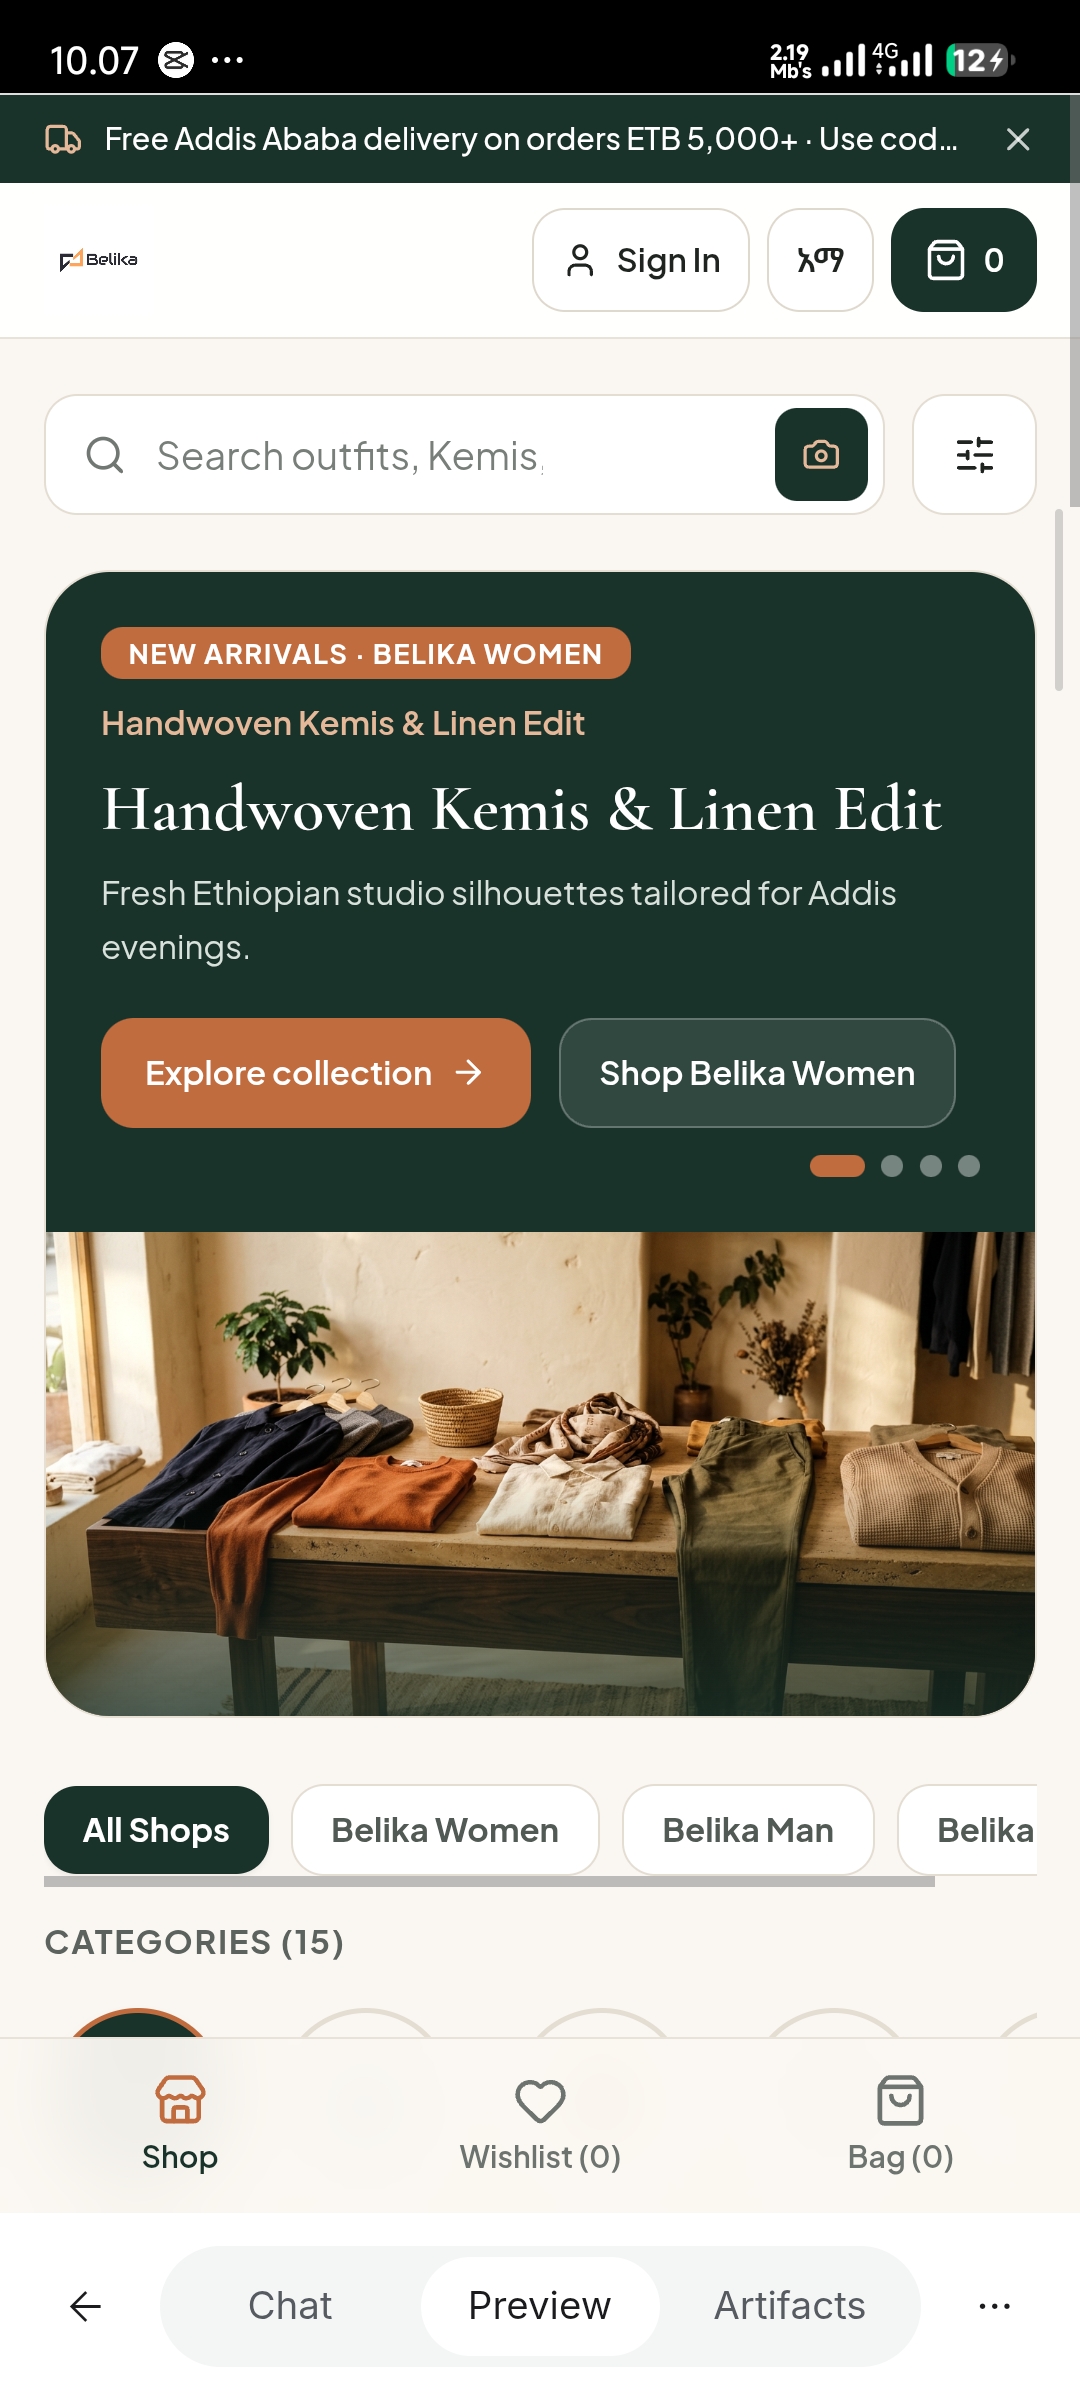 10.07
2.19
Mb's
4G
12
Free Addis Ababa delivery on orders ETB 5,000+ · Use cod...
Belika
Sign In
አማ
0
Search outfits, Kemis,
NEW ARRIVALS · BELIKA WOMEN
Handwoven Kemis & Linen Edit
Handwoven Kemis & Linen Edit
Fresh Ethiopian studio silhouettes tailored for Addis
evenings.
Explore collection
Shop Belika Women
All Shops
Belika Women
Belika Man
Belika
CATEGORIES (15)
Shop
Wishlist (0)
Bag (0)
Chat
Preview
Artifacts